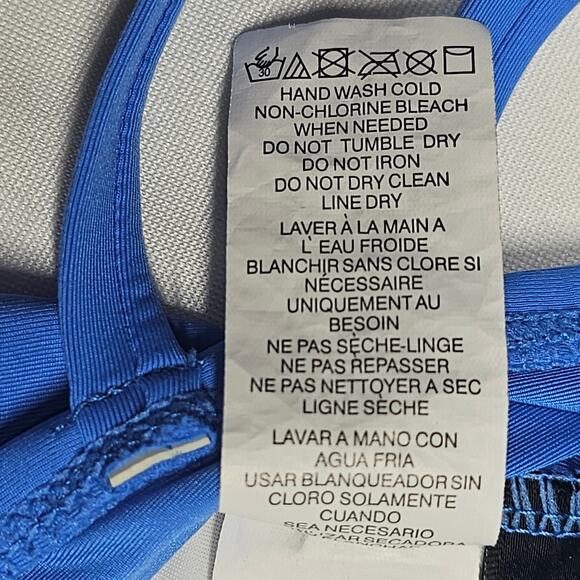 30
HAND WASH COLD
NON-CHLORINE BLEACH
WHEN NEEDED
DO NOT TUMBLE DRY
DO NOT IRON
DO NOT DRY CLEAN
LINE DRY
LAVER À LA MAIN A
L' EAU FROIDE
BLANCHIR SANS CLORE SI
NÉCESSAIRE
UNIQUEMENT AU
BESOIN
NE PAS SÈCHE-LINGE
NE PAS REPASSER
NE PAS NETTOYER A SEC
LIGNE SÈCHE
LAVAR A MANO CON
AGUA FRIA
USAR BLANQUEADOR SIN
CLORO SOLAMENTE
CUANDO
SEA NECESARIO
SECADORA